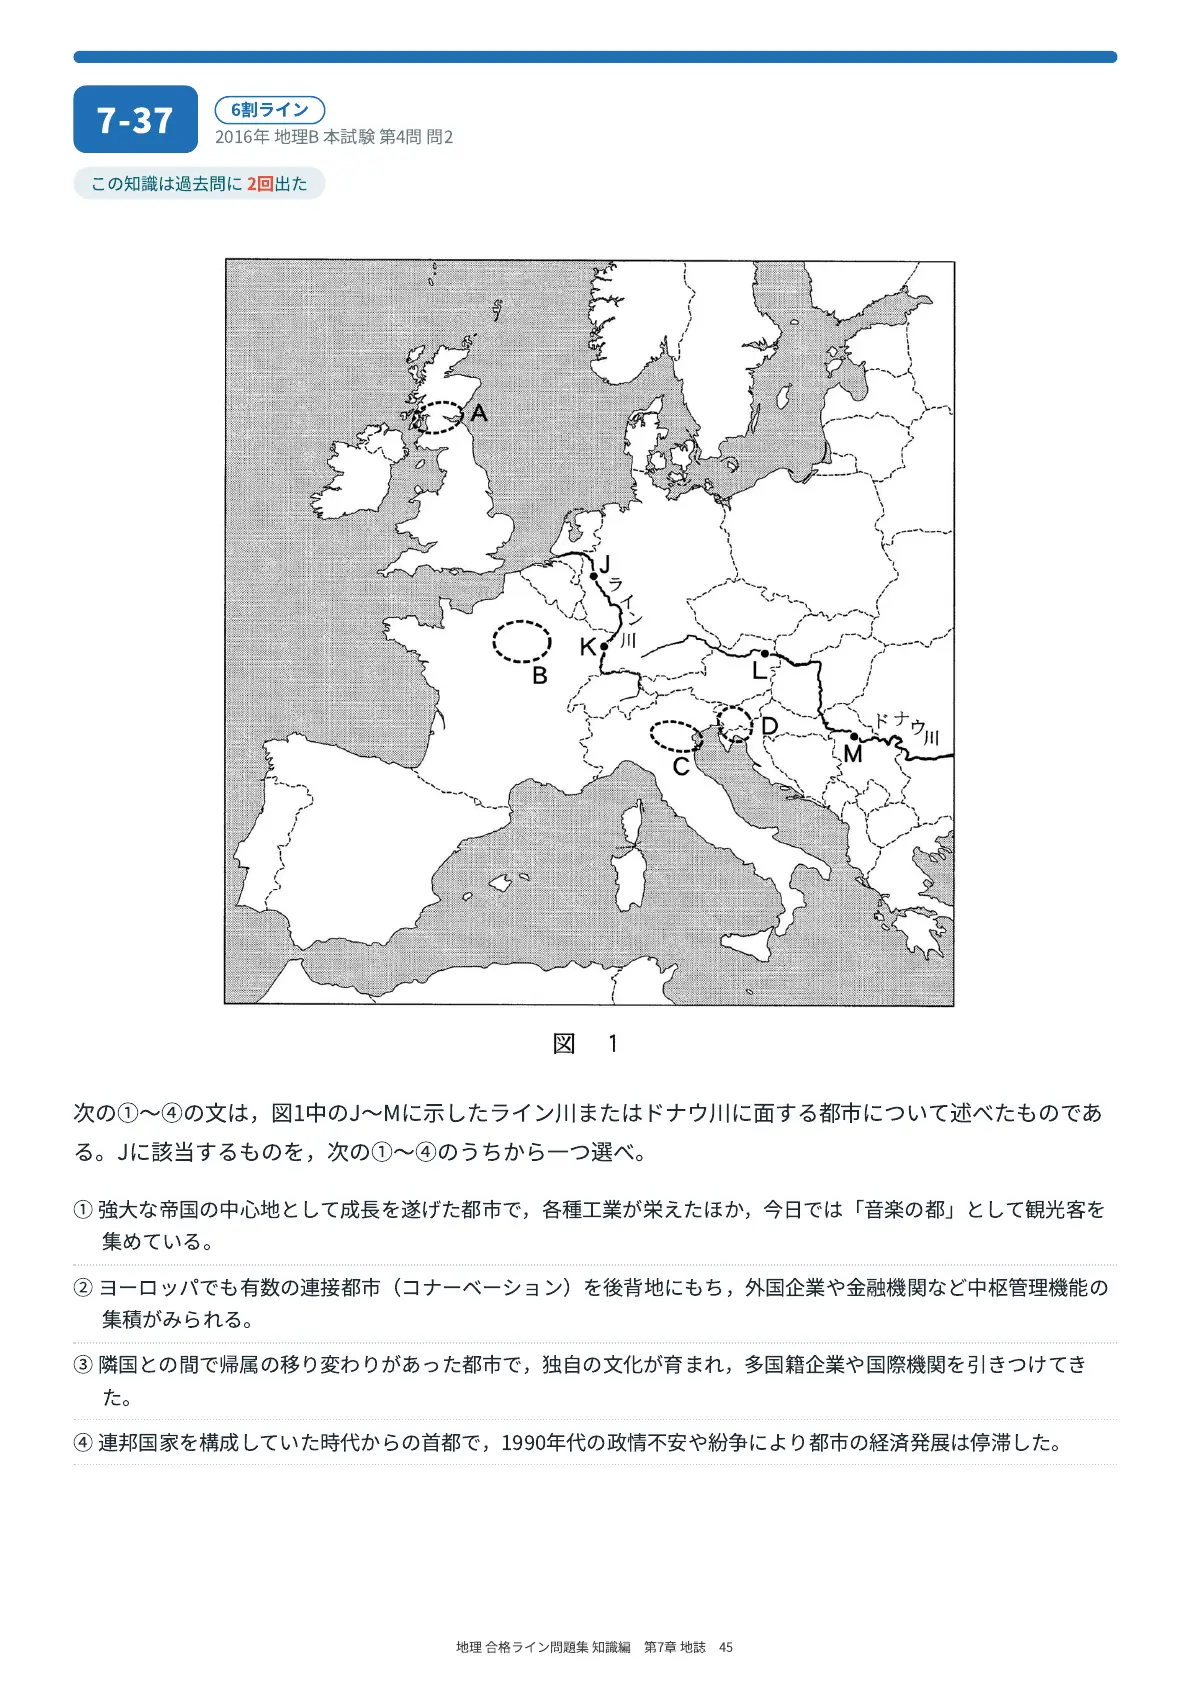 7-37
6割ライン
2016年 地理B 本試験 第4問 問2
この知識は過去問に 2回出た
A
J
ライン川
K
B
L
D
ドナウ川
M
C
図 1
次の①～④の文は，図1中のJ～Mに示したライン川またはドナウ川に面する都市について述べたものであ
る。Jに該当するものを，次の①～④のうちから一つ選べ。
① 強大な帝国の中心地として成長を遂げた都市で，各種工業が栄えたほか，今日では「音楽の都」として観光客を
集めている。
② ヨーロッパでも有数の連接都市（コナーベーション）を後背地にもち，外国企業や金融機関など中枢管理機能の
集積がみられる。
③ 隣国との間で帰属の移り変わりがあった都市で，独自の文化が育まれ，多国籍企業や国際機関を引きつけてき
た。
④ 連邦国家を構成していた時代からの首都で，1990年代の政情不安や紛争により都市の経済発展は停滞した。
地理 合格ライン問題集 知識編 第7章 地誌 45